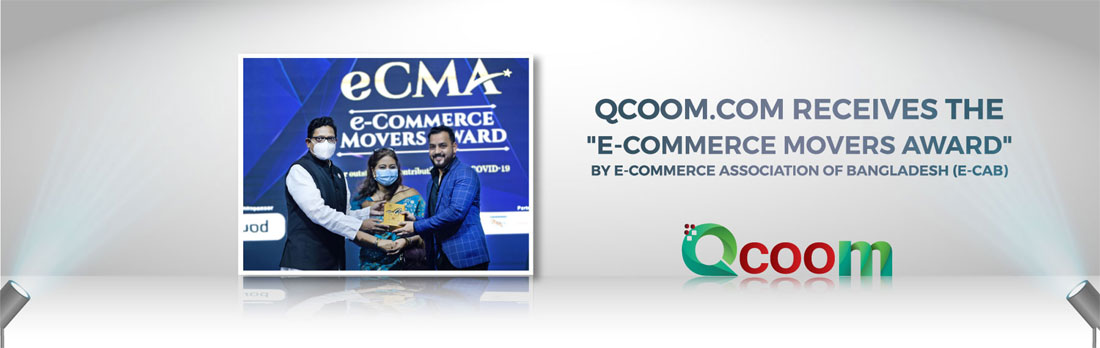 eCMA
e-COMMERCE
MOVERS AWARD
COVID-19
QCOOM.COM RECEIVES THE
"E-COMMERCE MOVERS AWARD"
BY E-COMMERCE ASSOCIATION OF BANGLADESH (E-CAB)
Qcoom